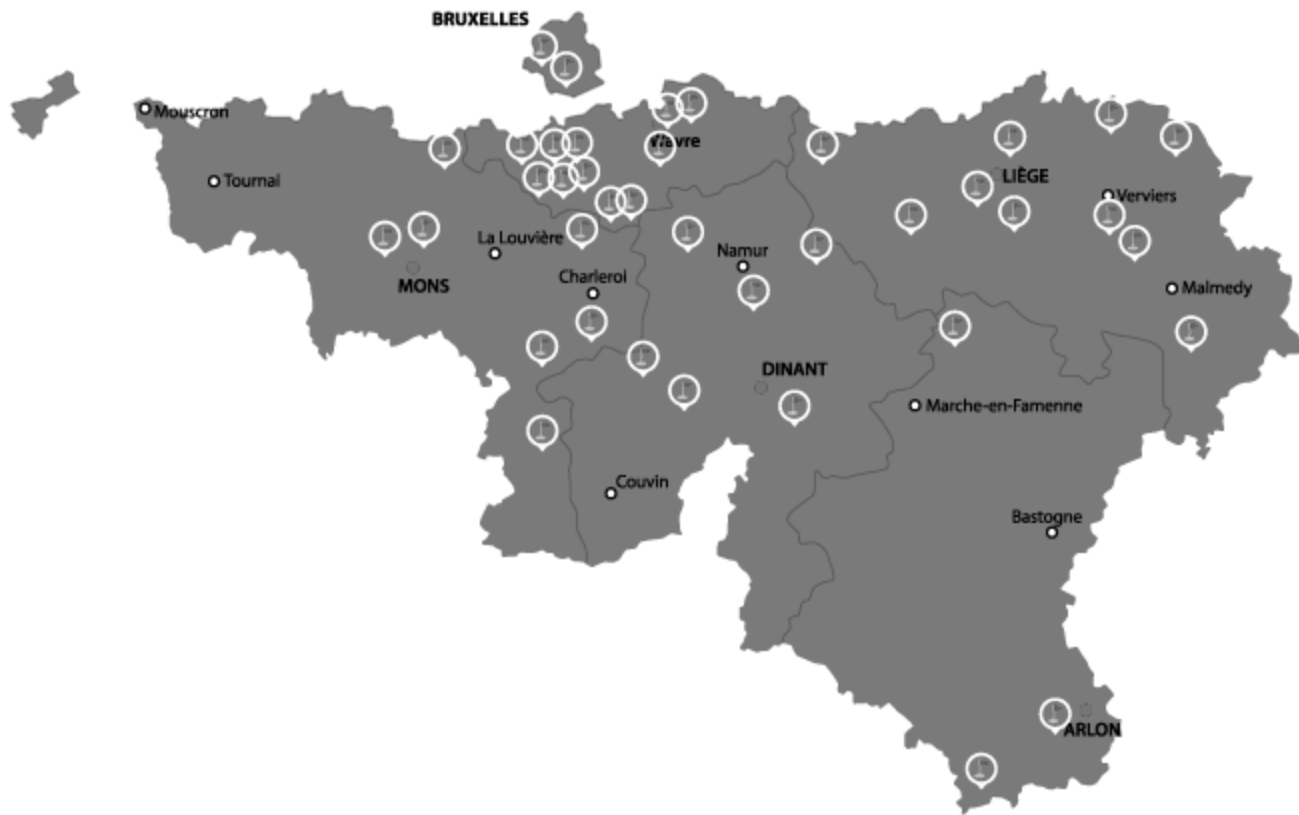 BRUXELLES
Mouscron
Wavre
LIÈGE
Tournai
Verviers
La Louvière
Namur
Charleroi
MONS
Malmedy
DINANT
Marche-en-Famenne
Couvin
Bastogne
ARLON